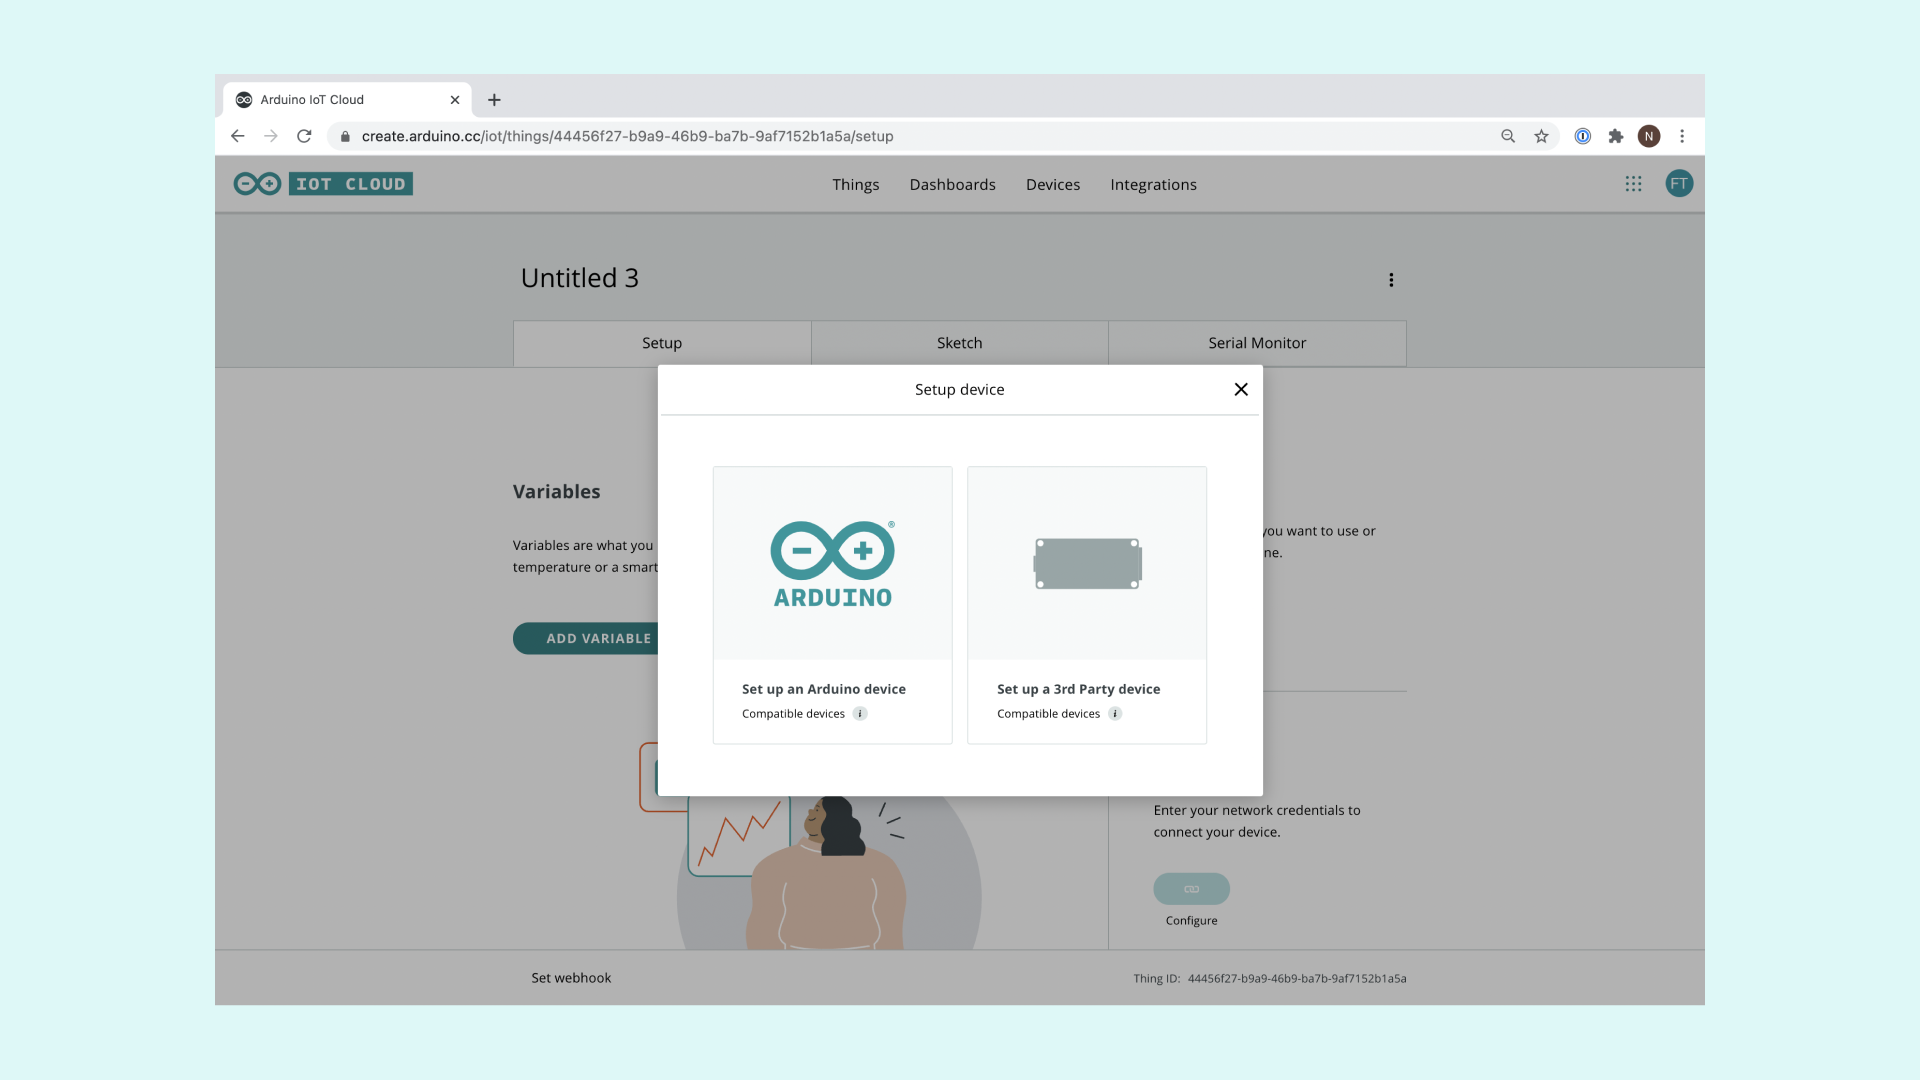 Arduino IoT Cloud
create.arduino.cc/iot/things/44456f27-b9a9-46b9-ba7b-9af7152b1a5a/setup
N
IOT CLOUD
Things
Dashboards
Devices
Integrations
FT
Untitled 3
Setup
Sketch
Serial Monitor
Setup device
Variables
Variables are what you
temperature or a smart
ADD VARIABLE
you want to use or
ne.
®
ARDUINO
Set up an Arduino device
Compatible devices i
Set up a 3rd Party device
Compatible devices i
Enter your network credentials to
connect your device.
Configure
Set webhook
Thing ID: 44456f27-b9a9-46b9-ba7b-9af7152b1a5a